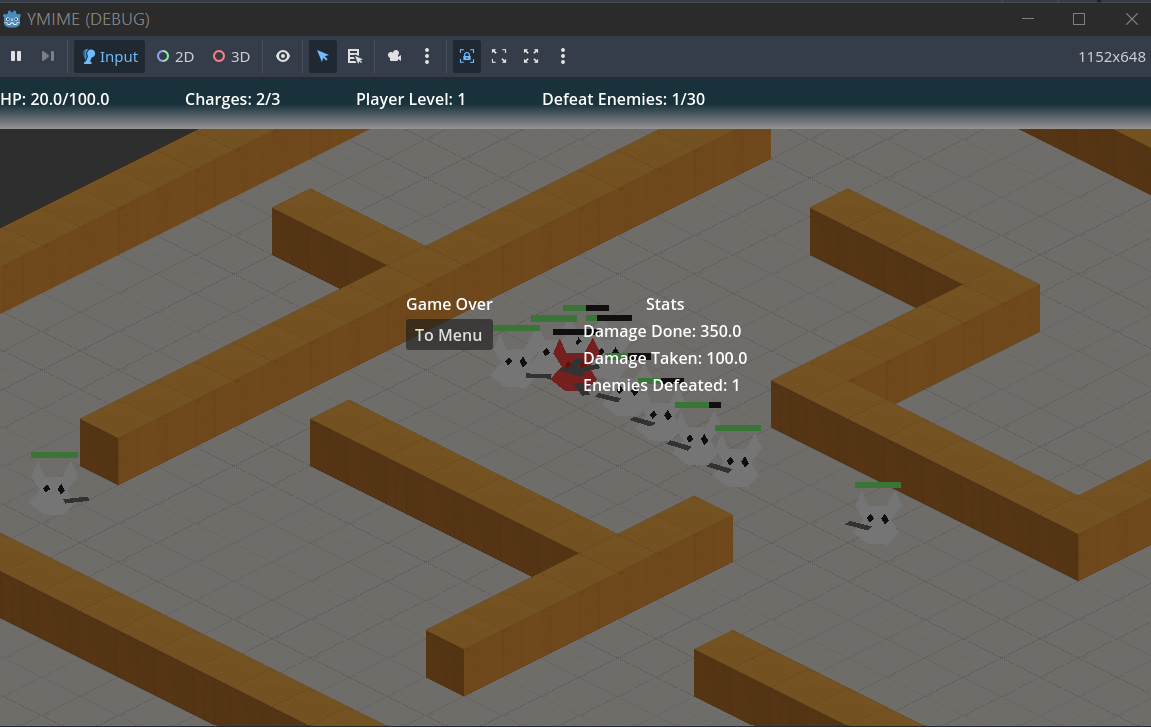 YMIME (DEBUG)
Input 2D 3D 1152x648
HP: 20.0/100.0 Charges: 2/3 Player Level: 1 Defeat Enemies: 1/30
Game Over
To Menu
Stats
Damage Done: 350.0
Damage Taken: 100.0
Enemies Defeated: 1